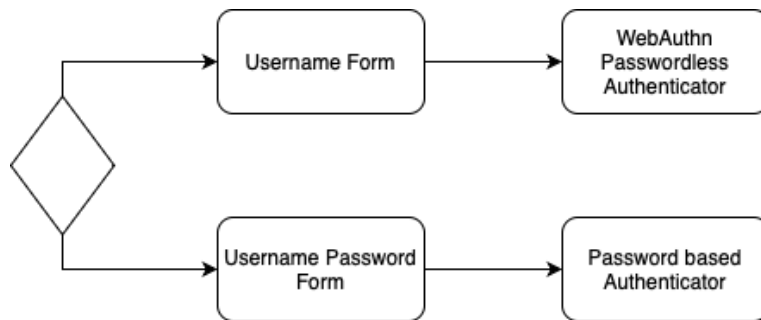 Username Form
WebAuthn
Passwordless
Authenticator
Username Password
Form
Password based
Authenticator